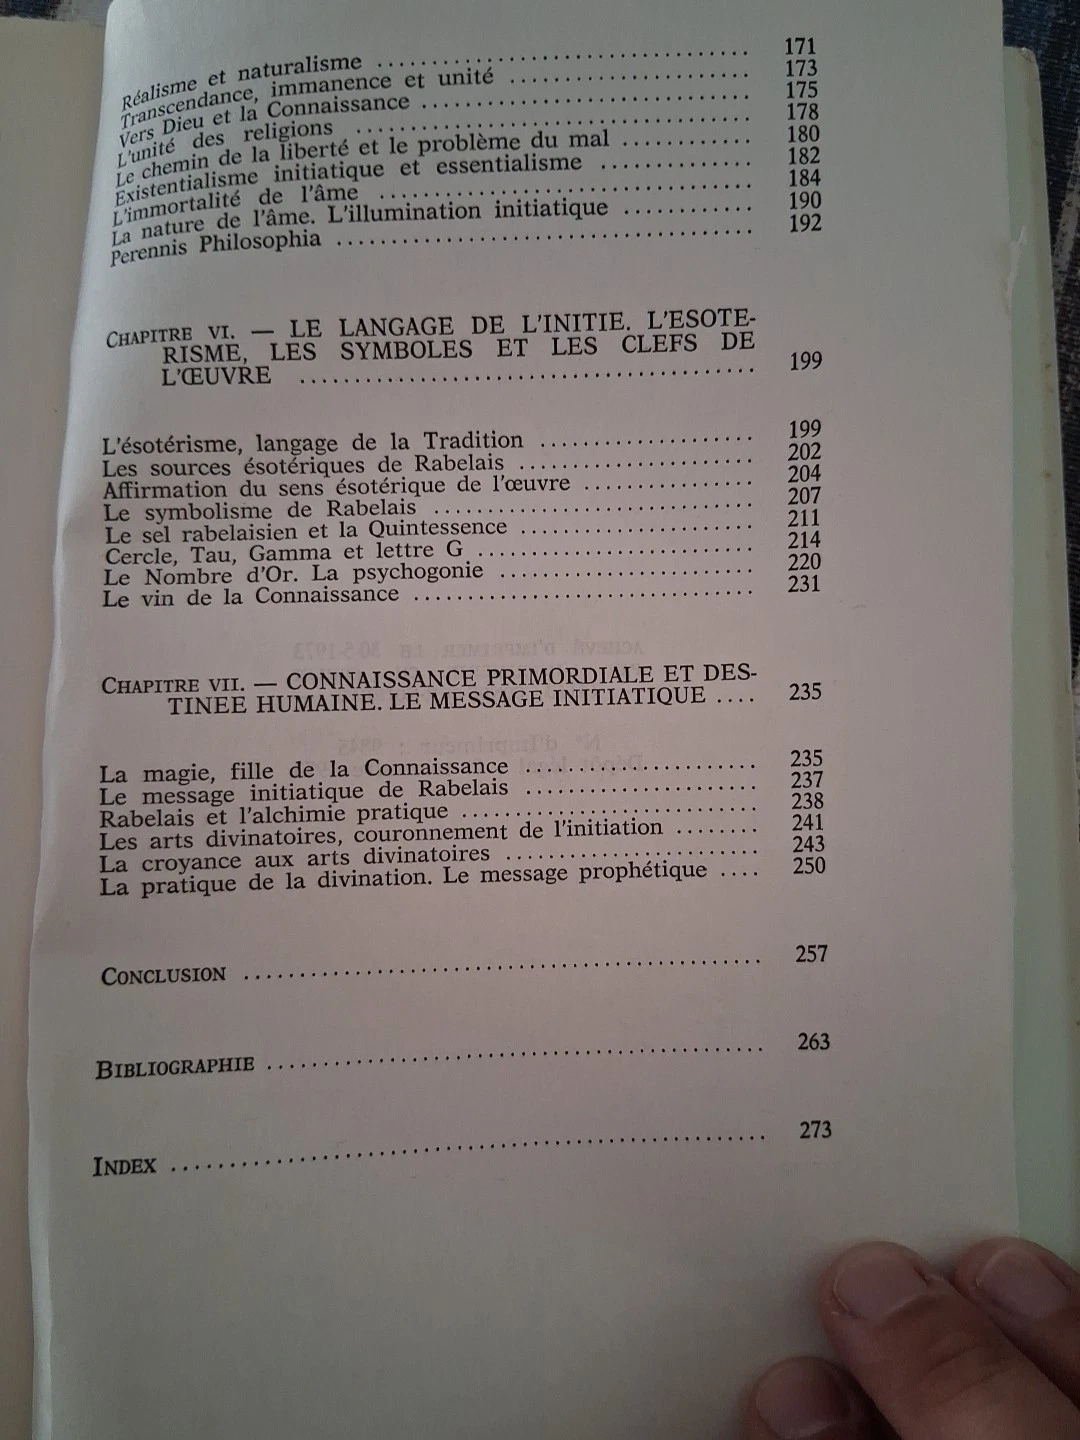 Réalisme et naturalisme ........................................ 171
Transcendance, immanence et unité .................... 173
Vers Dieu et la Connaissance ........................... 175
L'unité des religions ................................. 178
Le chemin de la liberté et le problème du mal ............ 180
Existentialisme initiatique et essentialisme ............. 182
L'immortalité de l'âme ................................ 184
La nature de l'âme. L'illumination initiatique ............ 190
Perennis Philosophia .................................. 192
CHAPITRE VI. — LE LANGAGE DE L'INITIE. L'ESOTE-
RISME, LES SYMBOLES ET LES CLEFS DE
L'ŒUVRE ........................................ 199
L'ésotérisme, langage de la Tradition .................... 199
Les sources ésotériques de Rabelais ...................... 202
Affirmation du sens ésotérique de l'œuvre ................ 204
Le symbolisme de Rabelais .............................. 207
Le sel rabelaisien et la Quintessence ...................... 211
Cercle, Tau, Gamma et lettre G .......................... 214
Le Nombre d'Or. La psychogonie ........................ 220
Le vin de la Connaissance ................................ 231
ACHEVÉ D'IMPRIMER LE 30-5-1973
CHAPITRE VII. — CONNAISSANCE PRIMORDIALE ET DES-
TINEE HUMAINE. LE MESSAGE INITIATIQUE .... 235
N° d'Imprimeur :
La magie, fille de la Connaissance ...................... 235
Le message initiatique de Rabelais ...................... 237
Rabelais et l'alchimie pratique .......................... 238
Les arts divinatoires, couronnement de l'initiation ........ 241
La croyance aux arts divinatoires ........................ 243
La pratique de la divination. Le message prophétique .... 250
CONCLUSION .............................................. 257
BIBLIOGRAPHIE .......................................... 263
INDEX .................................................. 273